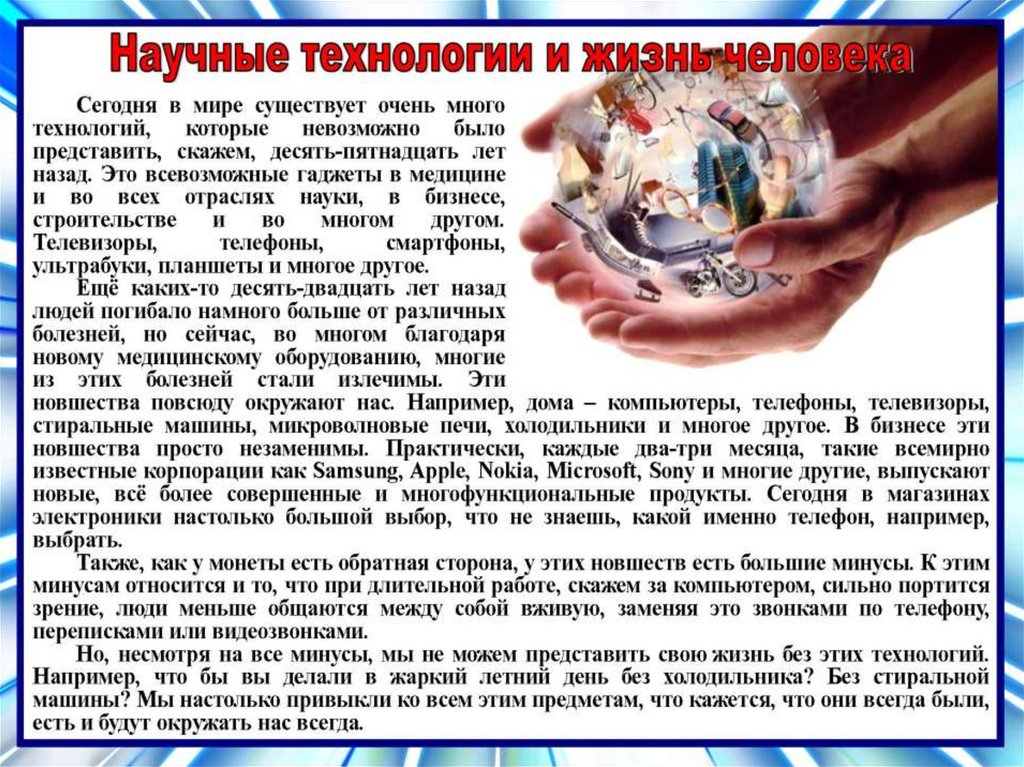 Научные технологии и жизнь человека
Сегодня в мире существует очень много
технологий, которые невозможно было
представить, скажем, десять-пятнадцать лет
назад. Это всевозможные гаджеты в медицине
и во всех отраслях науки, в бизнесе,
строительстве и во многом другом.
Телевизоры, телефоны, смартфоны,
ультрабуки, планшеты и многое другое.
Ещё каких-то десять-двадцать лет назад
людей погибало намного больше от различных
болезней, но сейчас, во многом благодаря
новому медицинскому оборудованию, многие
из этих болезней стали излечимы. Эти
новшества повсюду окружают нас. Например, дома – компьютеры, телефоны, телевизоры,
стиральные машины, микроволновые печи, холодильники и многое другое. В бизнесе эти
новшества просто незаменимы. Практически, каждые два-три месяца, такие всемирно
известные корпорации как Samsung, Apple, Nokia, Microsoft, Sony и многие другие, выпускают
новые, всё более совершенные и многофункциональные продукты. Сегодня в магазинах
электроники настолько большой выбор, что не знаешь, какой именно телефон, например,
выбрать.
Также, как у монеты есть обратная сторона, у этих новшеств есть большие минусы. К этим
минусам относится и то, что при длительной работе, скажем за компьютером, сильно портится
зрение, люди меньше общаются между собой вживую, заменяя это звонками по телефону,
переписками или видеозвонками.
Но, несмотря на все минусы, мы не можем представить свою жизнь без этих технологий.
Например, что бы вы делали в жаркий летний день без холодильника? Без стиральной
машины? Мы настолько привыкли ко всем этим предметам, что кажется, что они всегда были,
есть и будут окружать нас всегда.